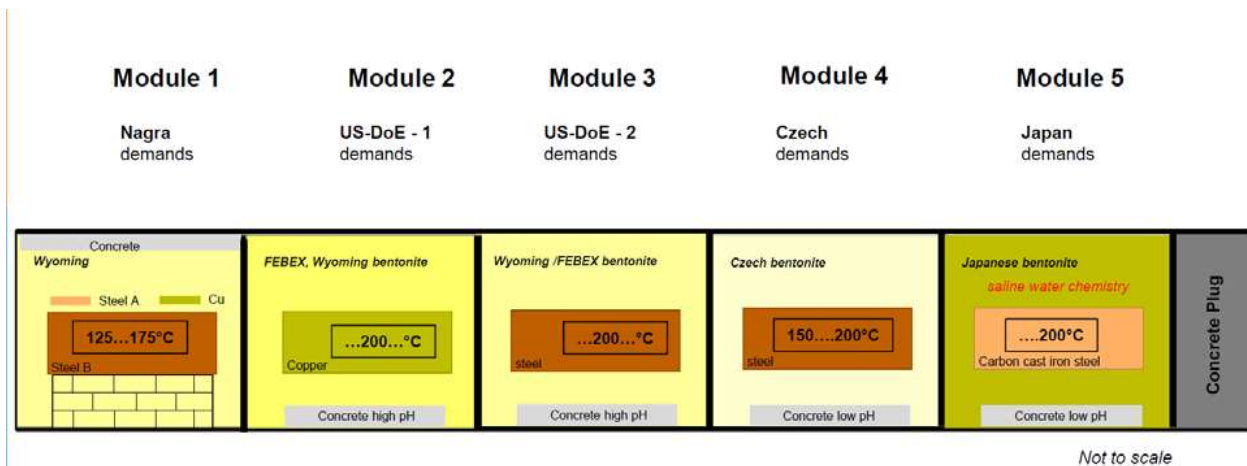 Module 1
Module 2
Module 3
Module 4
Module 5
Nagra
demands
US-DoE - 1
demands
US-DoE - 2
demands
Czech
demands
Japan
demands
Concrete
Wyoming
Steel A
Cu
125...175°C
Steel B
FEBEX, Wyoming bentonite
...200...°C
Copper
Concrete high pH
Wyoming /FEBEX bentonite
...200...°C
steel
Concrete high pH
Czech bentonite
150....200°C
steel
Concrete low pH
Japanese bentonite
saline water chemistry
....200°C
Carbon cast iron steel
Concrete low pH
Concrete Plug
Not to scale